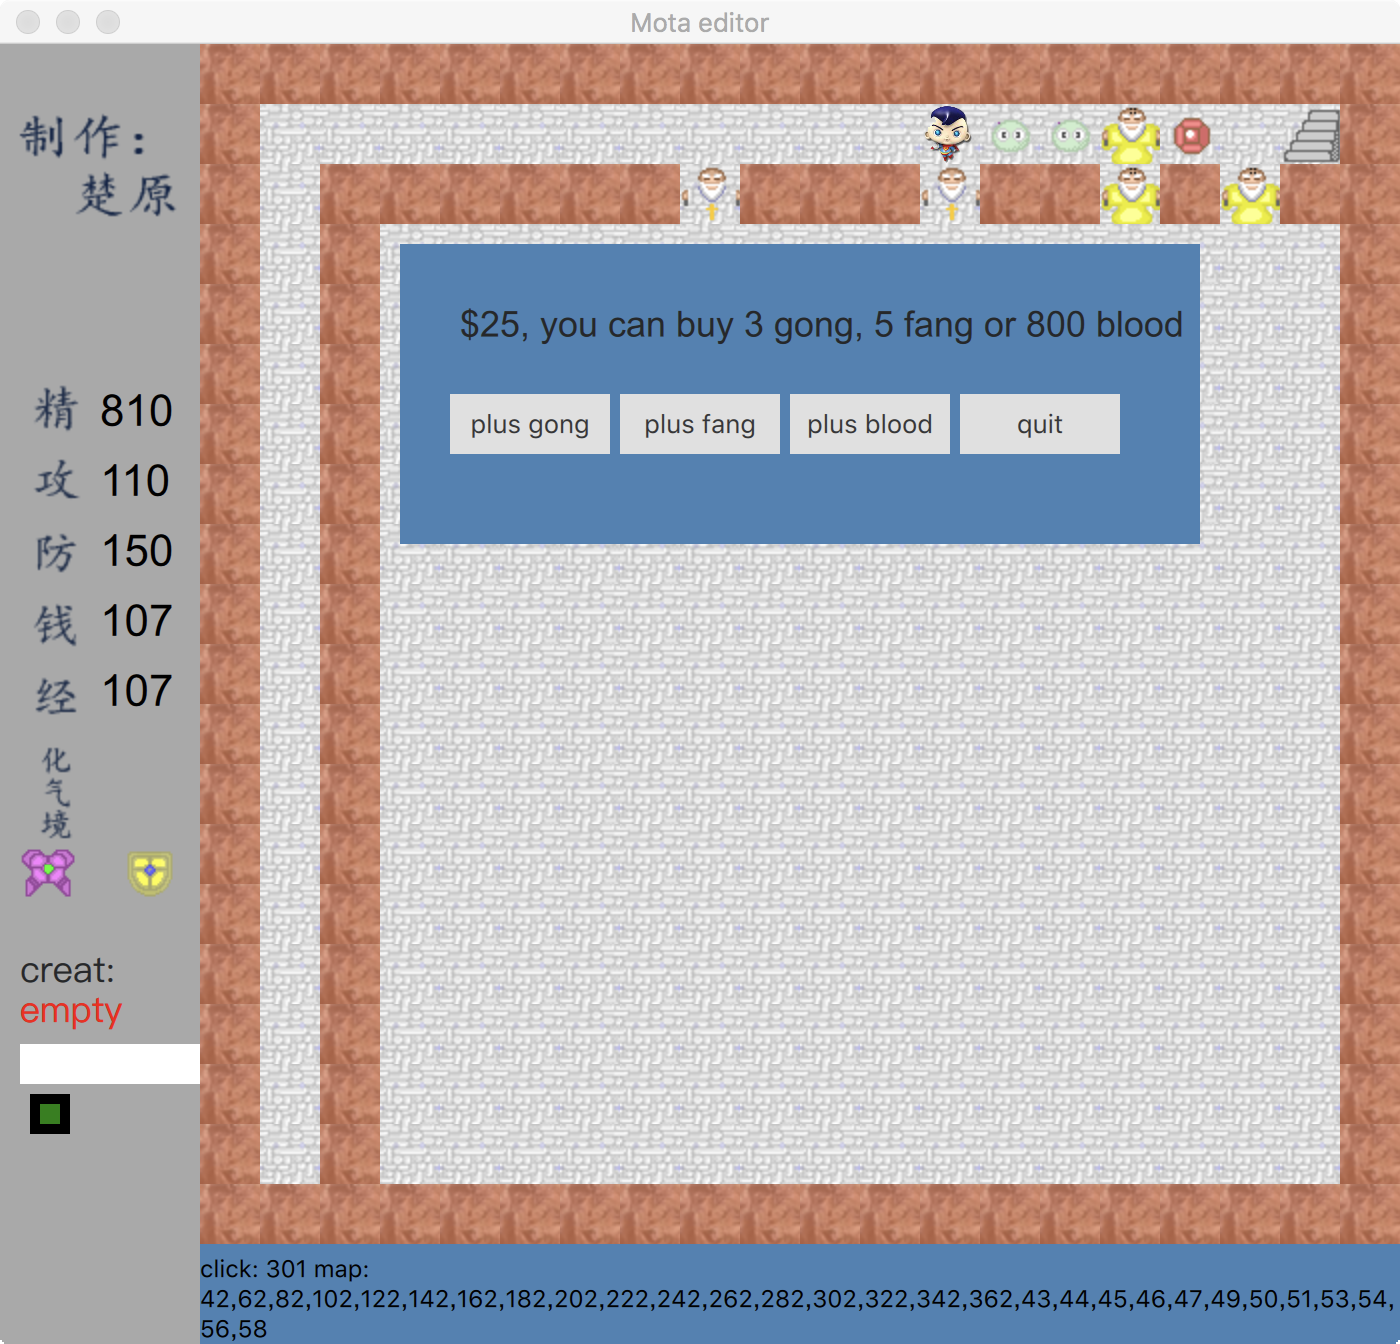 Mota editor
制作：
楚原
$25, you can buy 3 gong, 5 fang or 800 blood
plus gong
plus fang
plus blood
quit
精 810
攻 110
防 150
钱 107
经 107
化
气
境
creat:
empty
click: 301 map:
42,62,82,102,122,142,162,182,202,222,242,262,282,302,322,342,362,43,44,45,46,47,49,50,51,53,54,
56,58